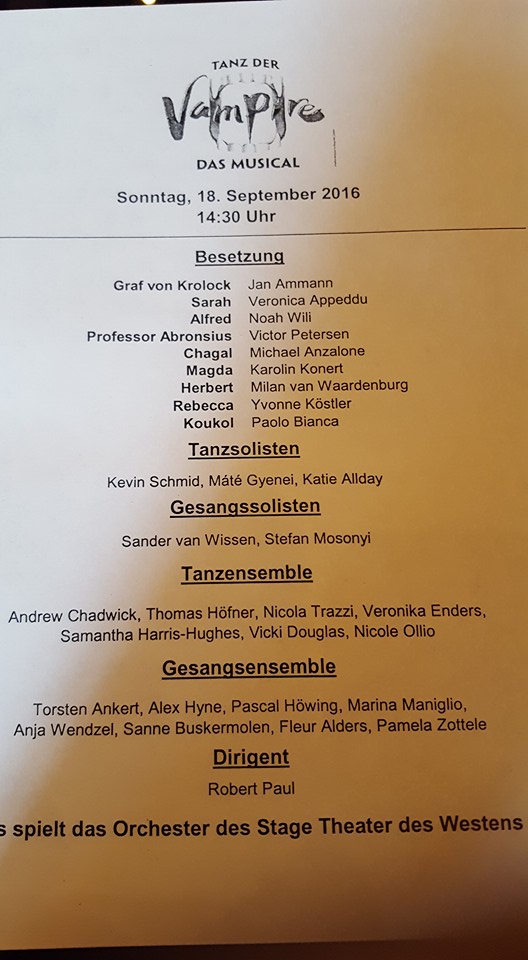 TANZ DER
Vampire
DAS MUSICAL
Sonntag, 18. September 2016
14:30 Uhr
Besetzung
Graf von Krolock Jan Ammann
Sarah Veronica Appeddu
Alfred Noah Wili
Professor Abronsius Victor Petersen
Chagal Michael Anzalone
Magda Karolin Konert
Herbert Milan van Waardenburg
Rebecca Yvonne Köstler
Koukol Paolo Bianca
Tanzsolisten
Kevin Schmid, Máté Gyenei, Katie Allday
Gesangssolisten
Sander van Wissen, Stefan Mosonyi
Tanzensemble
Andrew Chadwick, Thomas Höfner, Nicola Trazzi, Veronika Enders,
Samantha Harris-Hughes, Vicki Douglas, Nicole Ollio
Gesangsensemble
Torsten Ankert, Alex Hyne, Pascal Höwing, Marina Maniglio,
Anja Wendzel, Sanne Buskermolen, Fleur Alders, Pamela Zottele
Dirigent
Robert Paul
s spielt das Orchester des Stage Theater des Westens